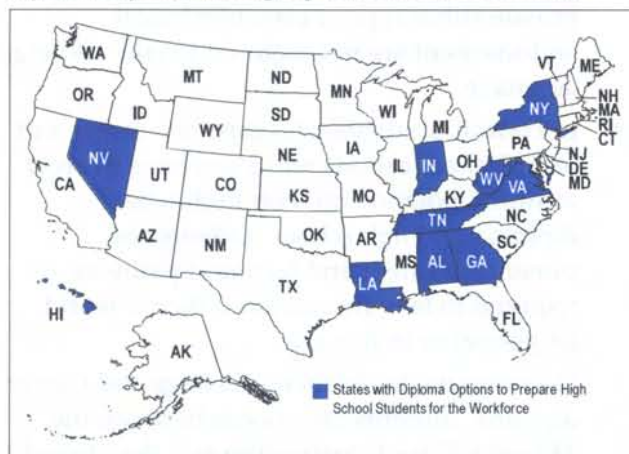 WA
MT
ND
MN
VT
ME
OR
ID
SD
WI
MI
NY
NH
MA
RI
CT
WY
NE
IA
PA
NJ
DE
MD
NV
UT
CO
IL
IN
OH
WV
VA
CA
KS
MO
KY
NC
AZ
NM
OK
AR
TN
SC
TX
LA
MS
AL
GA
FL
HI
AK
States with Diploma Options to Prepare High
School Students for the Workforce